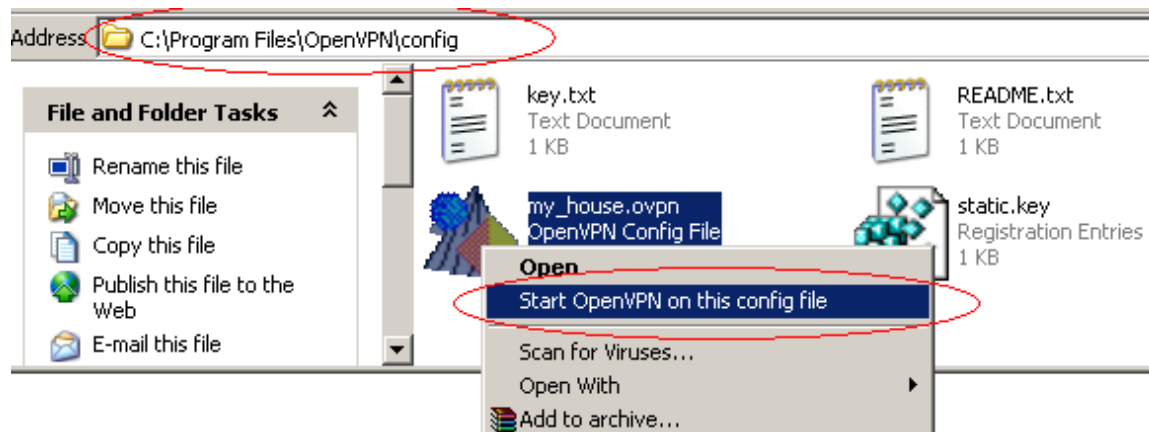 Address C:\Program Files\OpenVPN\config
File and Folder Tasks
Rename this file
Move this file
Copy this file
Publish this file to the
Web
E-mail this file
key.txt
Text Document
1 KB
README.txt
Text Document
1 KB
my_house.ovpn
OpenVPN Config File
static.key
Registration Entries
1 KB
Open
Start OpenVPN on this config file
Scan for Viruses...
Open With
Add to archive...